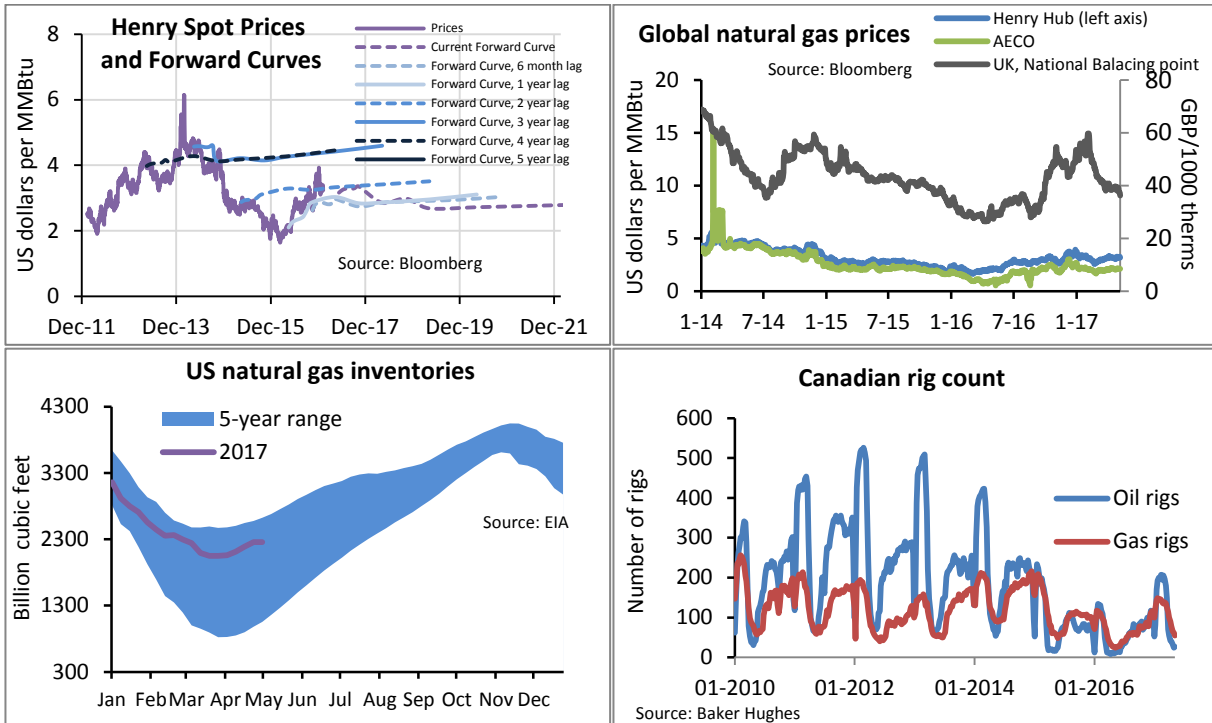 Henry Spot Prices
and Forward Curves
Prices
Current Forward Curve
Forward Curve, 6 month lag
Forward Curve, 1 year lag
Forward Curve, 2 year lag
Forward Curve, 3 year lag
Forward Curve, 4 year lag
Forward Curve, 5 year lag
US dollars per MMBtu
8
6
4
2
0
Source: Bloomberg
Dec-11 Dec-13 Dec-15 Dec-17 Dec-19 Dec-21
Global natural gas prices
Henry Hub (left axis)
AECO
UK, National Balacing point
Source: Bloomberg
US dollars per MMBtu
20
15
10
5
0
80
60
40
20
0
GBP/1000 therms
1-14 7-14 1-15 7-15 1-16 7-16 1-17
US natural gas inventories
5-year range
2017
Billion cubic feet
4300
3300
2300
1300
300
Source: EIA
Jan Feb Mar Apr May Jun Jul Aug Sep Oct Nov Dec
Canadian rig count
Number of rigs
600
500
400
300
200
100
0
Oil rigs
Gas rigs
01-2010 01-2012 01-2014 01-2016
Source: Baker Hughes